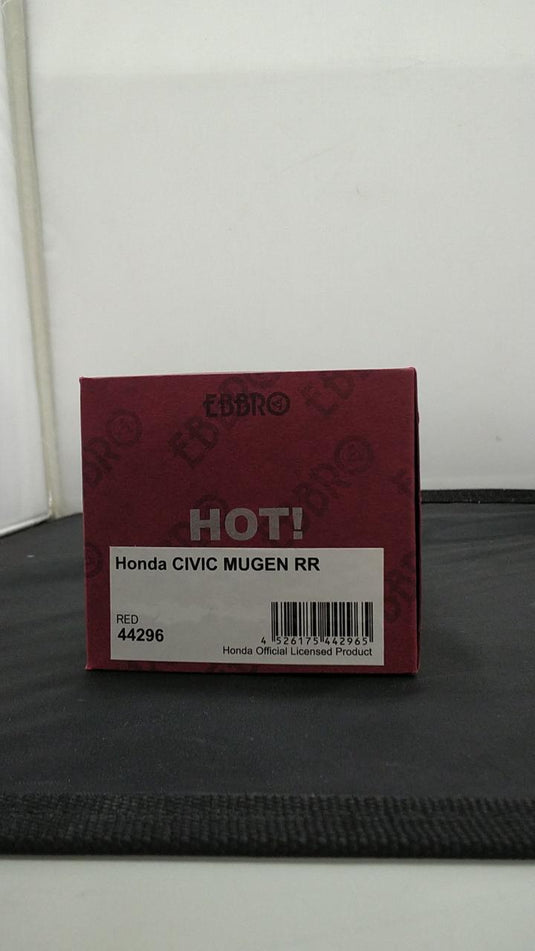 EBBRO
HOT!
Honda CIVIC MUGEN RR
RED
44296
4 526175 442965
Honda Official Licensed Product